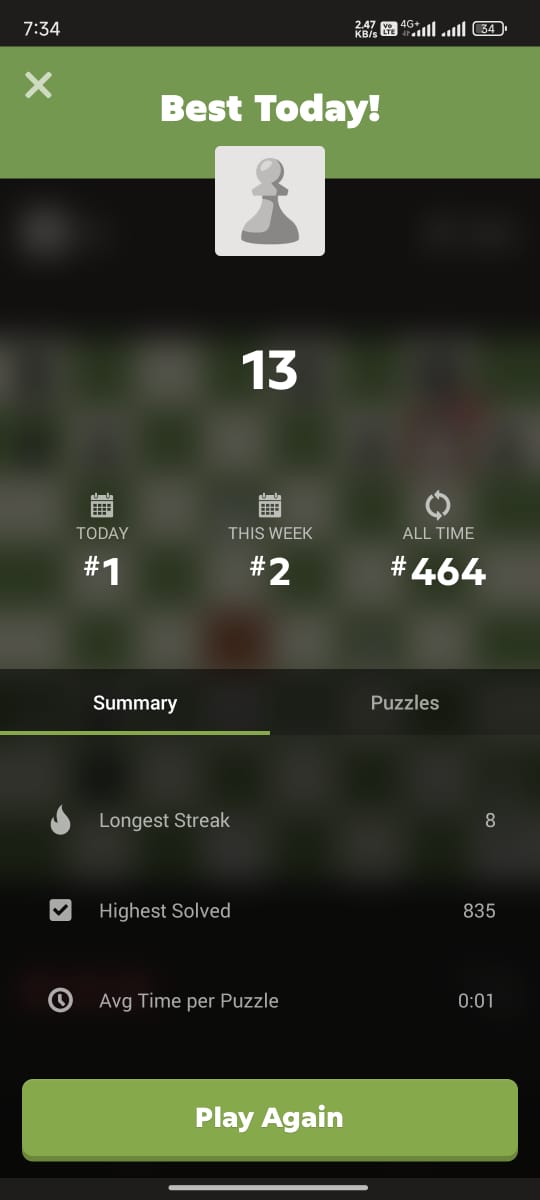 7:34
2.47 KB/s Vo LTE 4G+ 34
Best Today!
13
TODAY
THIS WEEK
ALL TIME
#1
#2
#464
Summary
Puzzles
Longest Streak 8
Highest Solved 835
Avg Time per Puzzle 0:01
Play Again